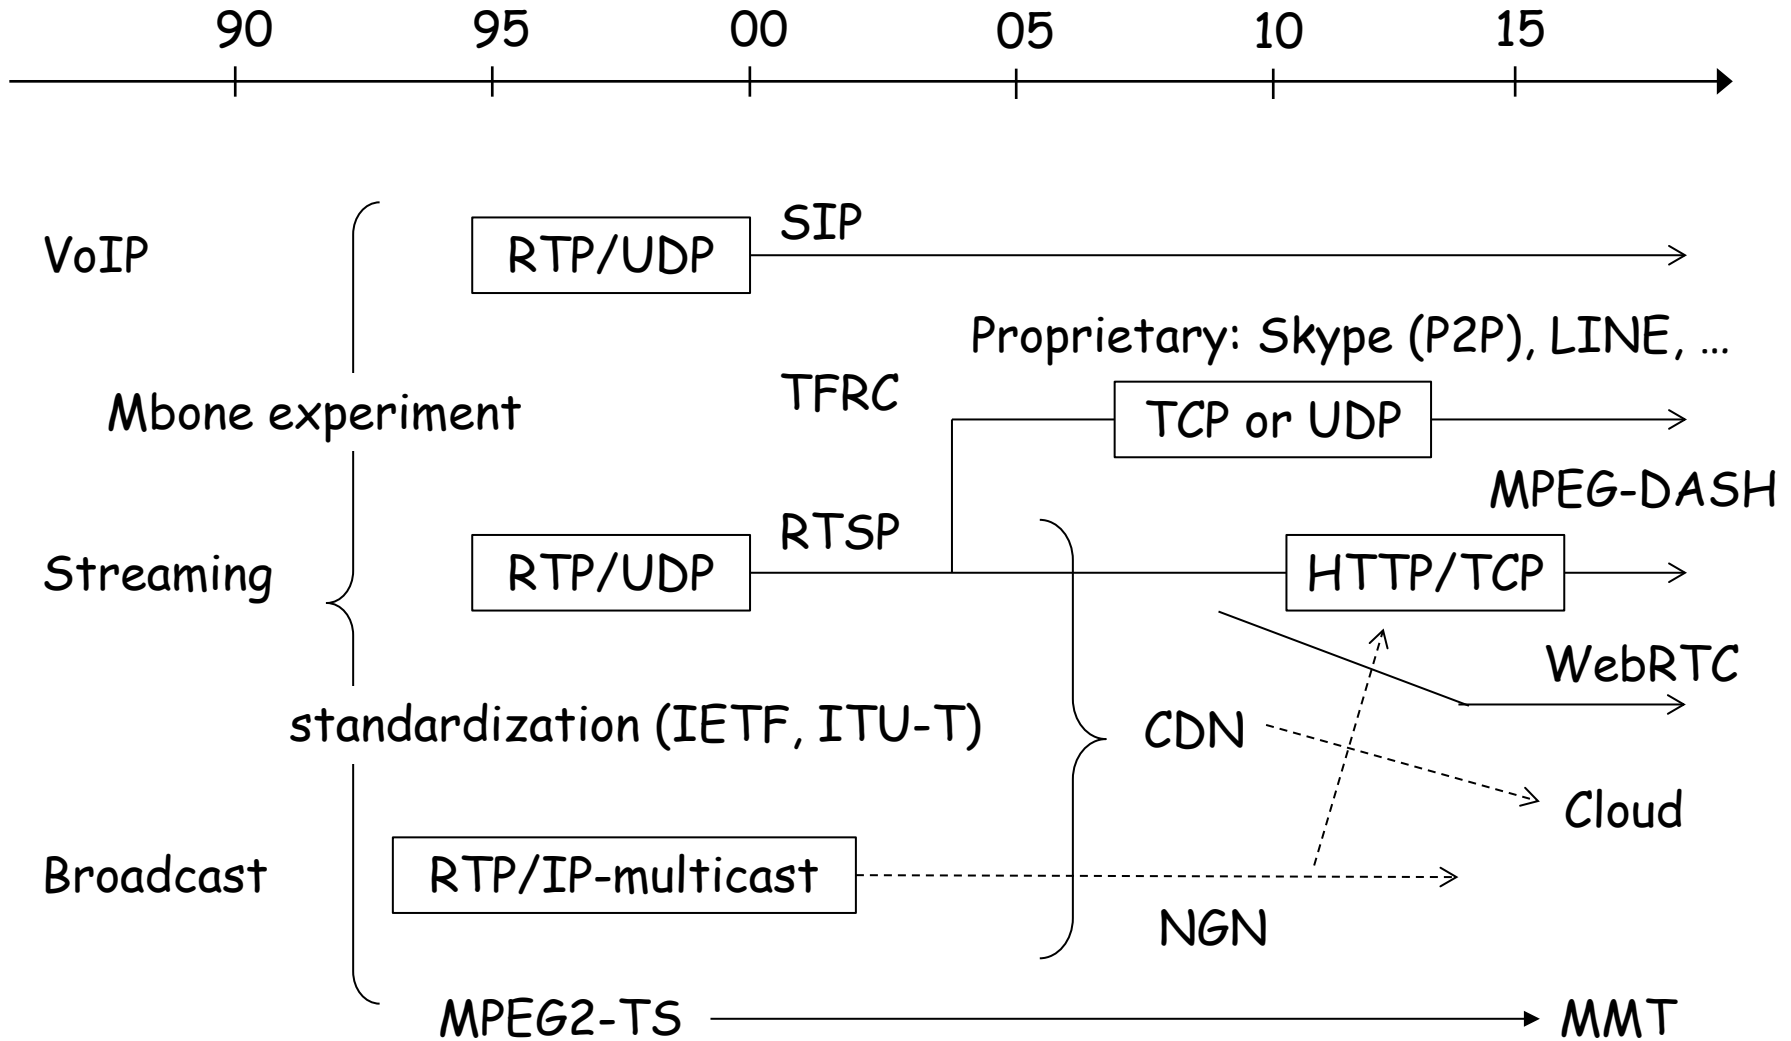 90 95 00 05 10 15
SIP
VoIP RTP/UDP
Proprietary: Skype (P2P), LINE, ...
TFRC
Mbone experiment TCP or UDP
MPEG-DASH
RTSP
Streaming RTP/UDP HTTP/TCP
WebRTC
standardization (IETF, ITU-T) CDN
Cloud
Broadcast RTP/IP-multicast
NGN
MPEG2-TS MMT